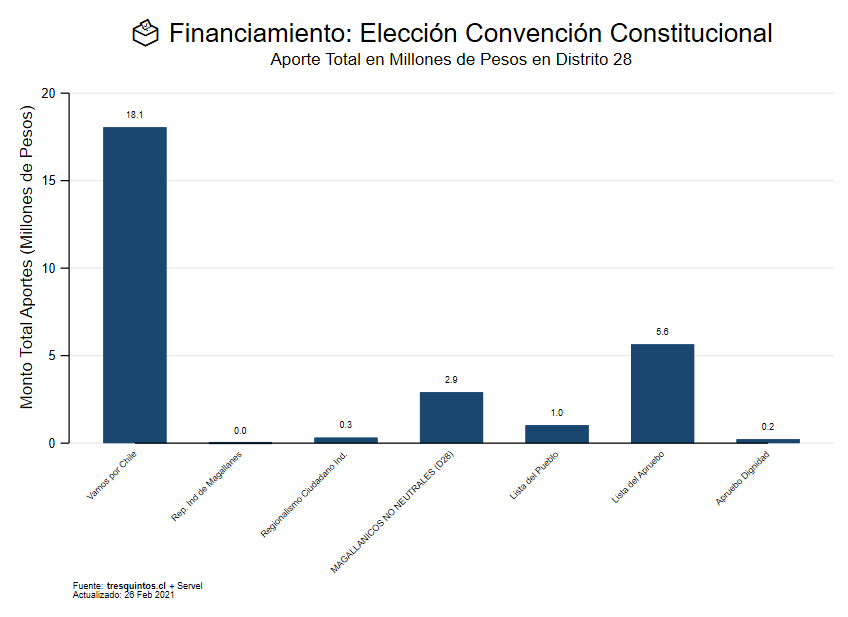 Financiamiento: Elección Convención Constitucional
Aporte Total en Millones de Pesos en Distrito 28
Monto Total Aportes (Millones de Pesos)
20
15
10
5
0
18.1
0.0
0.3
2.9
1.0
5.6
0.2
Vamos por Chile
Rep. Ind de Magallanes
Regionalismo Ciudadano Ind.
MAGALLANICOS NO NEUTRALES (D28)
Lista del Pueblo
Lista del Apruebo
Apruebo Dignidad
Fuente: tresquintos.cl + Servel
Actualizado: 26 Feb 2021